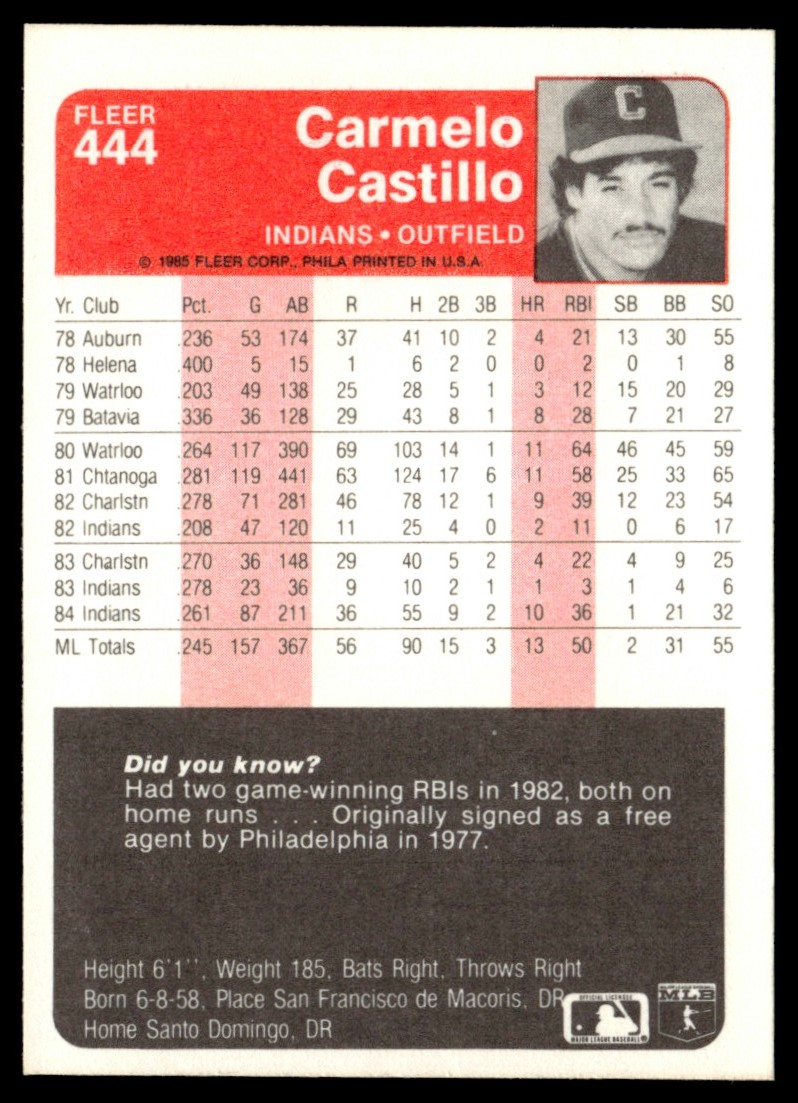 FLEER
444
Carmelo
Castillo
INDIANS • OUTFIELD
© 1985 FLEER CORP., PHILA PRINTED IN U.S.A.
C
Yr. Club Pct. G AB R H 2B 3B HR RBI SB BB SO
78 Auburn .236 53 174 37 41 10 2 4 21 13 30 55
78 Helena .400 5 15 1 6 2 0 0 2 0 1 8
79 Watrloo .203 49 138 25 28 5 1 3 12 15 20 29
79 Batavia .336 36 128 29 43 8 1 8 28 7 21 27
80 Watrloo .264 117 390 69 103 14 1 11 64 46 45 59
81 Chtanoga .281 119 441 63 124 17 6 11 58 25 33 65
82 Charlstn .278 71 281 46 78 12 1 9 39 12 23 54
82 Indians .208 47 120 11 25 4 0 2 11 0 6 17
83 Charlstn .270 36 148 29 40 5 2 4 22 4 9 25
83 Indians .278 23 36 9 10 2 1 1 3 1 4 6
84 Indians .261 87 211 36 55 9 2 10 36 1 21 32
ML Totals .245 157 367 56 90 15 3 13 50 2 31 55
Did you know?
Had two game-winning RBIs in 1982, both on
home runs . . . Originally signed as a free
agent by Philadelphia in 1977.
Height 6'1'', Weight 185, Bats Right, Throws Right
Born 6-8-58, Place San Francisco de Macoris, DR
Home Santo Domingo, DR
OFFICIAL LICENSEE
MAJOR LEAGUE BASEBALL
MLB